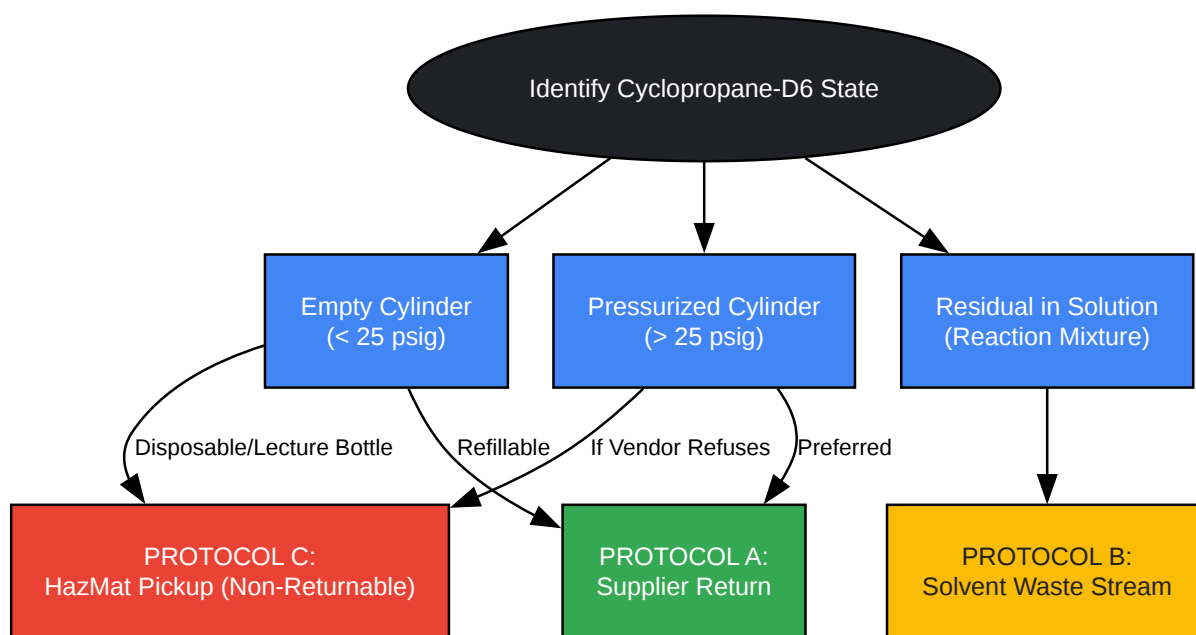 Identify Cyclopropane-D6 State
Empty Cylinder
(< 25 psig)
Pressurized Cylinder
(> 25 psig)
Residual in Solution
(Reaction Mixture)
Disposable/Lecture Bottle
Refillable
If Vendor Refuses
Preferred
PROTOCOL C:
HazMat Pickup (Non-Returnable)
PROTOCOL A:
Supplier Return
PROTOCOL B:
Solvent Waste Stream